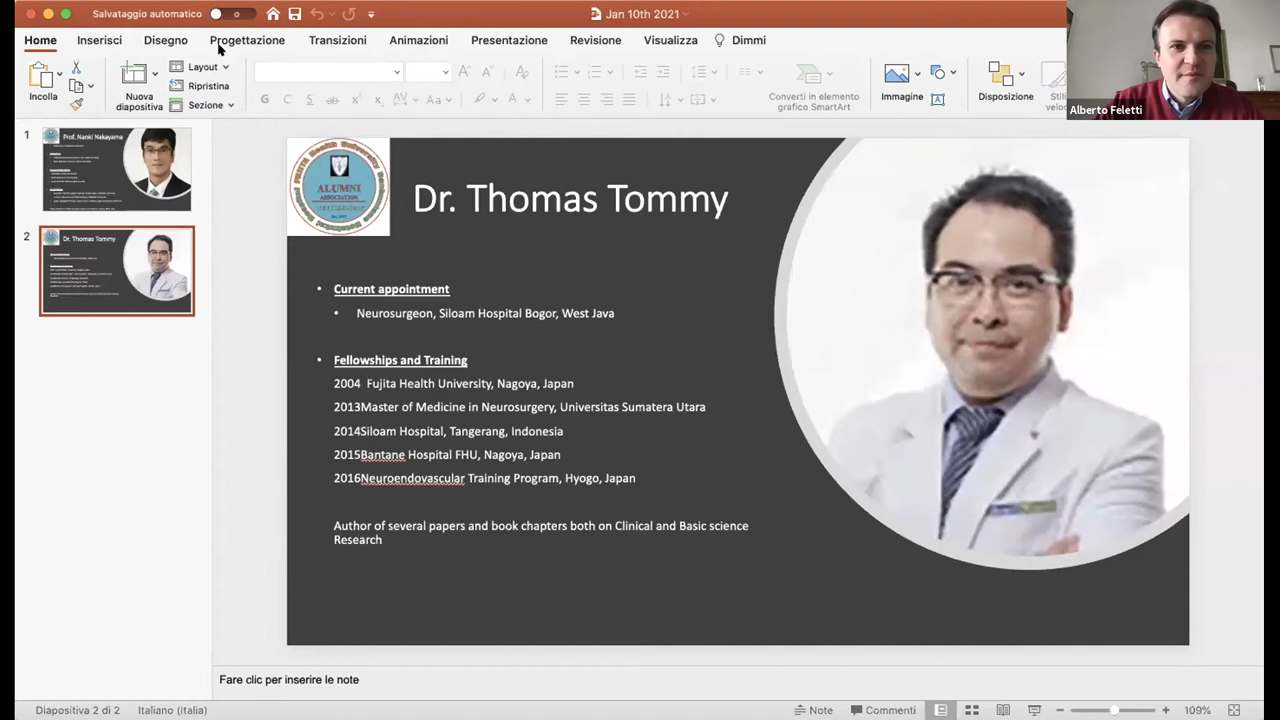 Salvataggio automatico
Jan 10th 2021
Home Inserisci Disegno Progettazione Transizioni Animazioni Presentazione Revisione Visualizza Dimmi
Incolla
Nuova
diapositiva
Layout
Ripristina
Sezione
G C S
Aa
Converti in elemento
grafico SmartArt
Immagine
Disposizione
Stili
Alberto Feletti
1
Prof. Naoki Nakayama
2
Dr. Thomas Tommy
ALUMNI
ASSOCIATION
Dr. Thomas Tommy
• Current appointment
• Neurosurgeon, Siloam Hospital Bogor, West Java
• Fellowships and Training
2004 Fujita Health University, Nagoya, Japan
2013Master of Medicine in Neurosurgery, Universitas Sumatera Utara
2014Siloam Hospital, Tangerang, Indonesia
2015Bantane Hospital FHU, Nagoya, Japan
2016Neuroendovascular Training Program, Hyogo, Japan
Author of several papers and book chapters both on Clinical and Basic science
Research
Fare clic per inserire le note
Diapositiva 2 di 2 Italiano (Italia) Note Commenti 109%